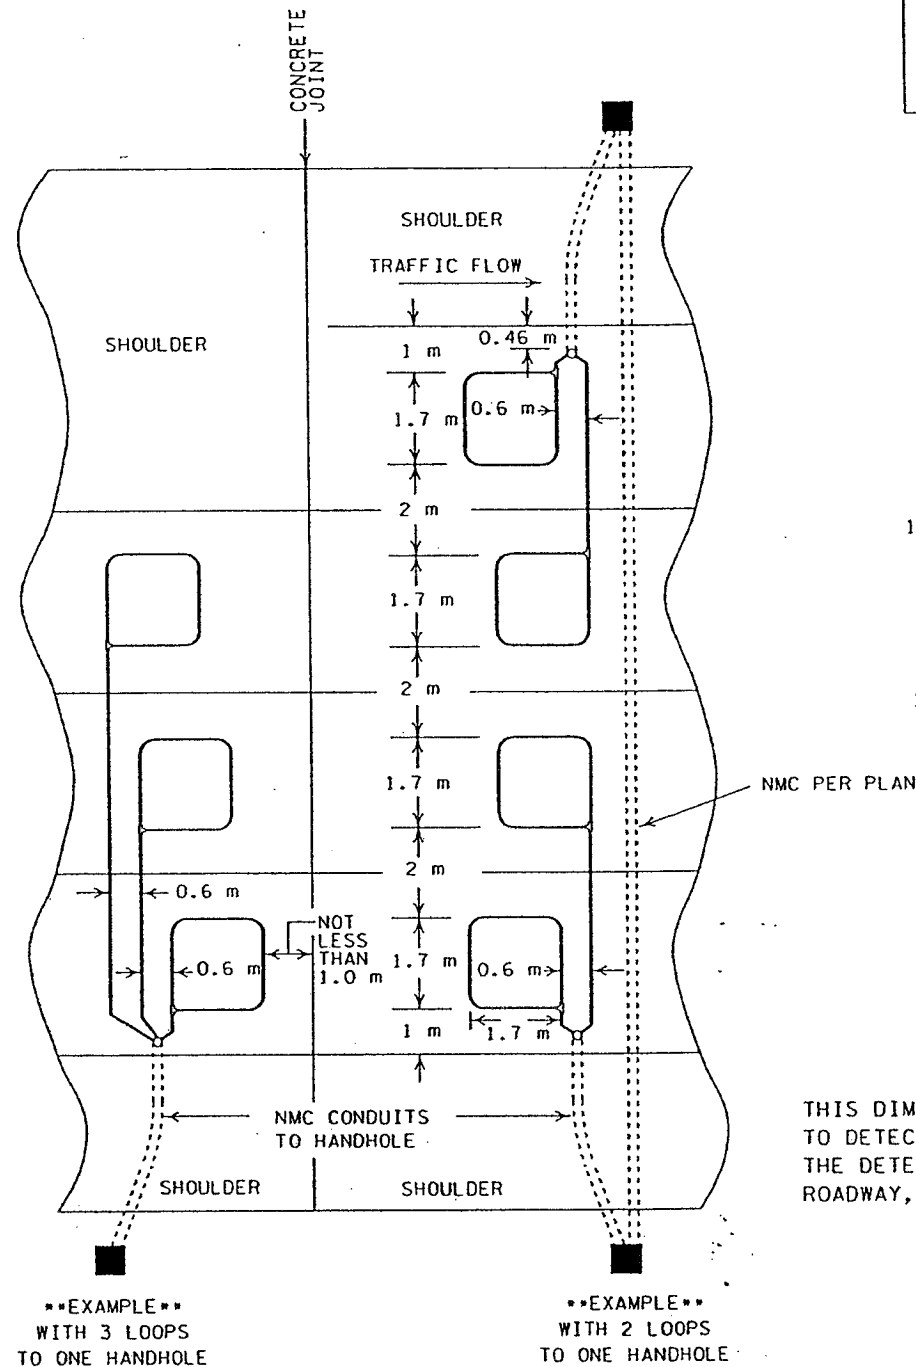 CONCRETE
JOINT
SHOULDER
TRAFFIC FLOW
SHOULDER
1 m
0.46 m
1.7 m
0.6 m
2 m
1
1.7 m
2 m
1.7 m
NMC PER PLAN
2 m
0.6 m
NOT
LESS
THAN
1.0 m
0.6 m
1.7 m
0.6 m
1 m
1.7 m
NMC CONDUITS
TO HANDHOLE
THIS DIM
TO DETEC
THE DETE
ROADWAY,
SHOULDER
SHOULDER
**EXAMPLE**
WITH 3 LOOPS
TO ONE HANDHOLE
**EXAMPLE**
WITH 2 LOOPS
TO ONE HANDHOLE